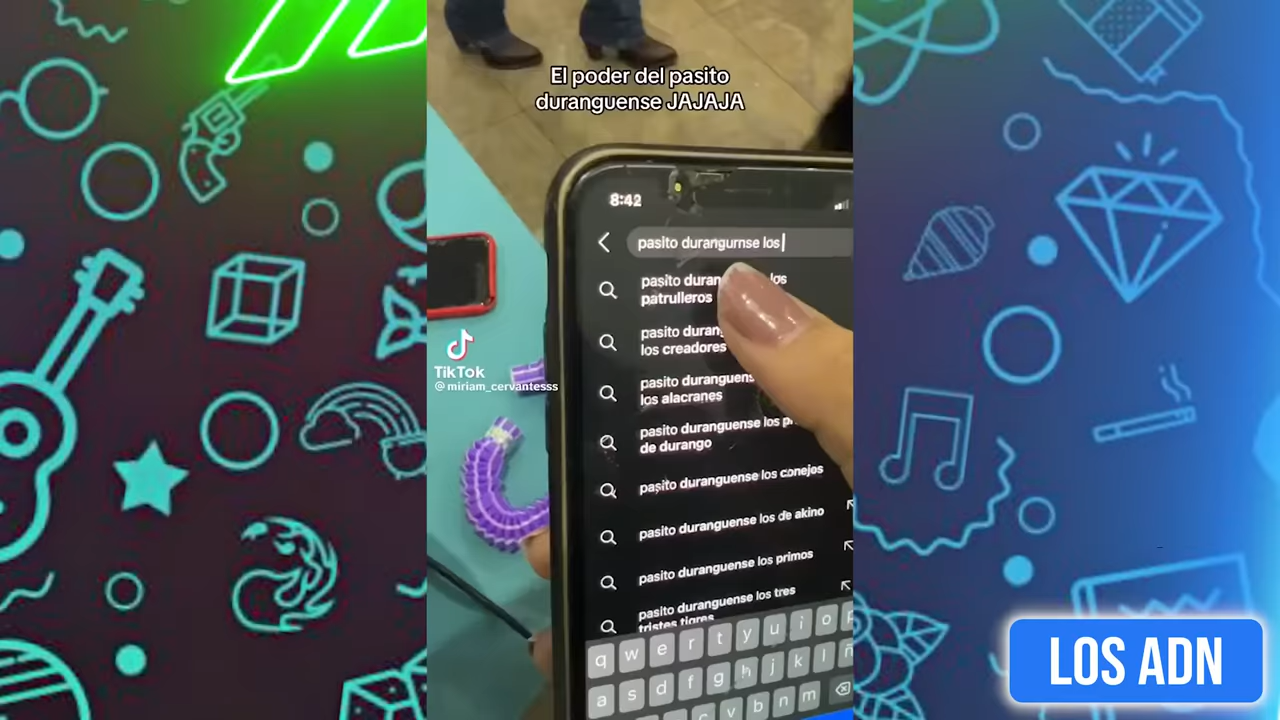 El poder del pasito
duranguense JAJAJA
8:42
pasito durangurnse los
pasito duran los
patrulleros
pasito durang
los creadores
pasito duranguens
los alacranes
pasito duranguense los p
de durango
pasito duranguense los conejos
pasito duranguense los de akino
pasito duranguense los primos
pasito duranguense los tres
tristes tigres
q w e r t y u i o p
a s d f g h j k l ñ
c v b n m
TikTok
@miriam_cervantesss
LOS ADN